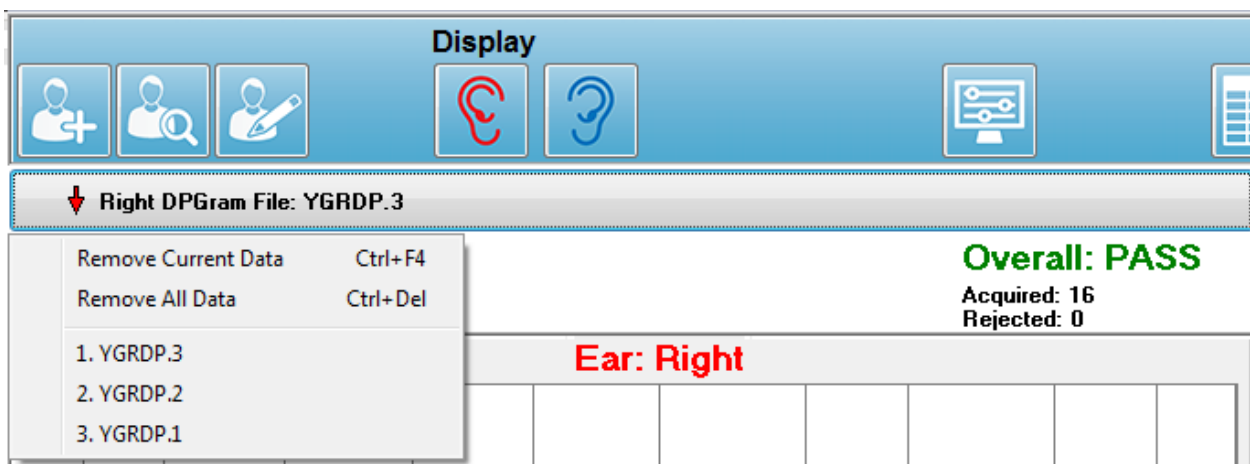 Display
Right DPGram File: YGRDP.3
Remove Current Data Ctrl+F4
Remove All Data Ctrl+Del
1. YGRDP.3
2. YGRDP.2
3. YGRDP.1
Overall: PASS
Acquired: 16
Rejected: 0
Ear: Right